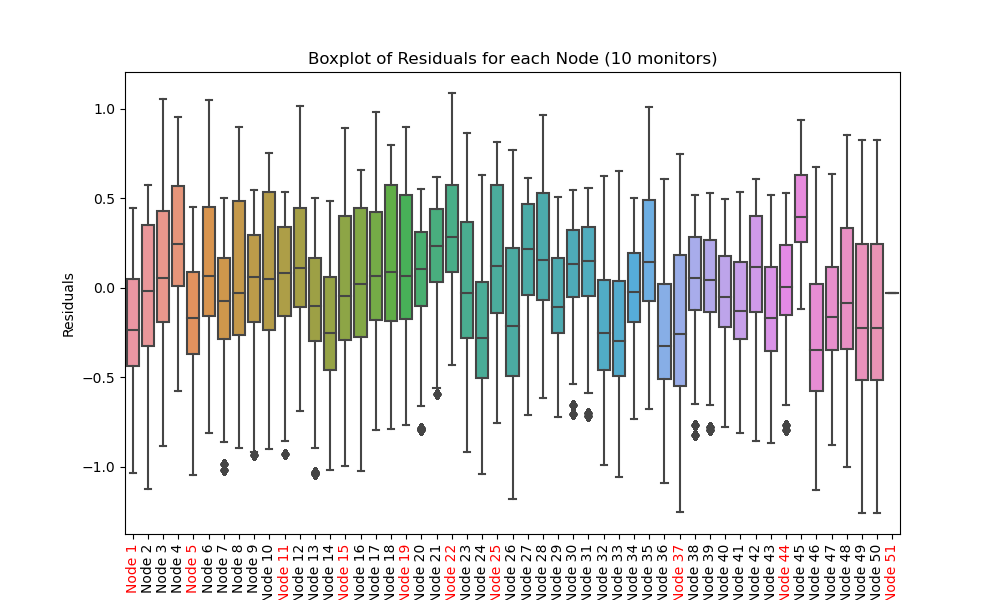 Boxplot of Residuals for each Node (10 monitors)
Residuals
1.0
0.5
0.0
−0.5
−1.0
Node 1
Node 2
Node 3
Node 4
Node 5
Node 6
Node 7
Node 8
Node 9
Node 10
Node 11
Node 12
Node 13
Node 14
Node 15
Node 16
Node 17
Node 18
Node 19
Node 20
Node 21
Node 22
Node 23
Node 24
Node 25
Node 26
Node 27
Node 28
Node 29
Node 30
Node 31
Node 32
Node 33
Node 34
Node 35
Node 36
Node 37
Node 38
Node 39
Node 40
Node 41
Node 42
Node 43
Node 44
Node 45
Node 46
Node 47
Node 48
Node 49
Node 50
Node 51